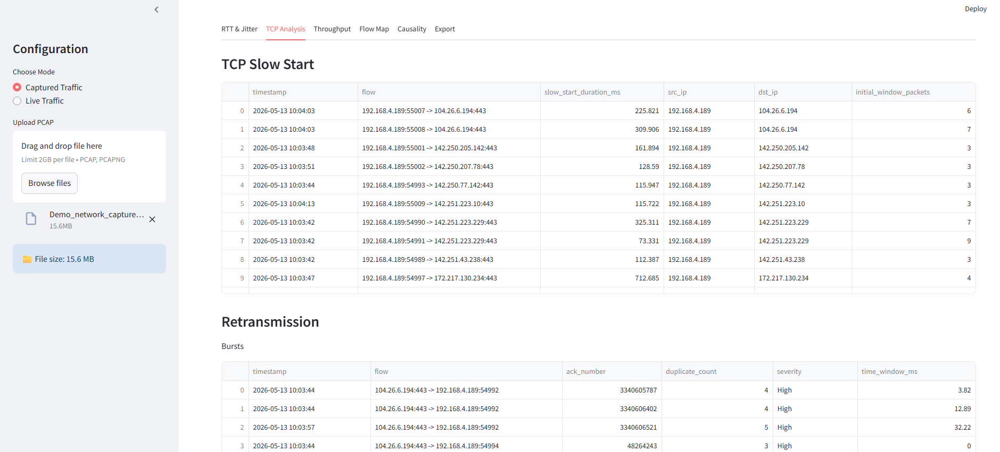 Deploy
Configuration
Choose Mode
Captured Traffic
Live Traffic
Upload PCAP
Drag and drop file here
Limit 2GB per file • PCAP, PCAPNG
Browse files
Demo_network_capture...
15.6MB
File size: 15.6 MB
RTT & Jitter TCP Analysis Throughput Flow Map Causality Export
TCP Slow Start
timestamp flow slow_start_duration_ms src_ip dst_ip initial_window_packets
0 2026-05-13 10:04:03 192.168.4.189:55007 -> 104.26.6.194:443 225.821 192.168.4.189 104.26.6.194 6
1 2026-05-13 10:04:03 192.168.4.189:55008 -> 104.26.6.194:443 309.906 192.168.4.189 104.26.6.194 7
2 2026-05-13 10:03:48 192.168.4.189:55001 -> 142.250.205.142:443 161.894 192.168.4.189 142.250.205.142 3
3 2026-05-13 10:03:51 192.168.4.189:55002 -> 142.250.207.78:443 128.59 192.168.4.189 142.250.207.78 3
4 2026-05-13 10:03:44 192.168.4.189:54993 -> 142.250.77.142:443 115.947 192.168.4.189 142.250.77.142 3
5 2026-05-13 10:04:13 192.168.4.189:55009 -> 142.251.223.10:443 115.722 192.168.4.189 142.251.223.10 3
6 2026-05-13 10:03:42 192.168.4.189:54990 -> 142.251.223.229:443 325.311 192.168.4.189 142.251.223.229 7
7 2026-05-13 10:03:42 192.168.4.189:54991 -> 142.251.223.229:443 73.331 192.168.4.189 142.251.223.229 9
8 2026-05-13 10:03:42 192.168.4.189:54989 -> 142.251.43.238:443 112.387 192.168.4.189 142.251.43.238 3
9 2026-05-13 10:03:47 192.168.4.189:54997 -> 172.217.130.234:443 712.685 192.168.4.189 172.217.130.234 4
Retransmission
Bursts
timestamp flow ack_number duplicate_count severity time_window_ms
0 2026-05-13 10:03:44 104.26.6.194:443 -> 192.168.4.189:54992 3340605787 4 High 3.82
1 2026-05-13 10:03:44 104.26.6.194:443 -> 192.168.4.189:54992 3340606402 4 High 12.89
2 2026-05-13 10:03:57 104.26.6.194:443 -> 192.168.4.189:54992 3340606521 5 High 32.22
3 2026-05-13 10:03:44 104.26.6.194:443 -> 192.168.4.189:54994 48264243 3 High 0